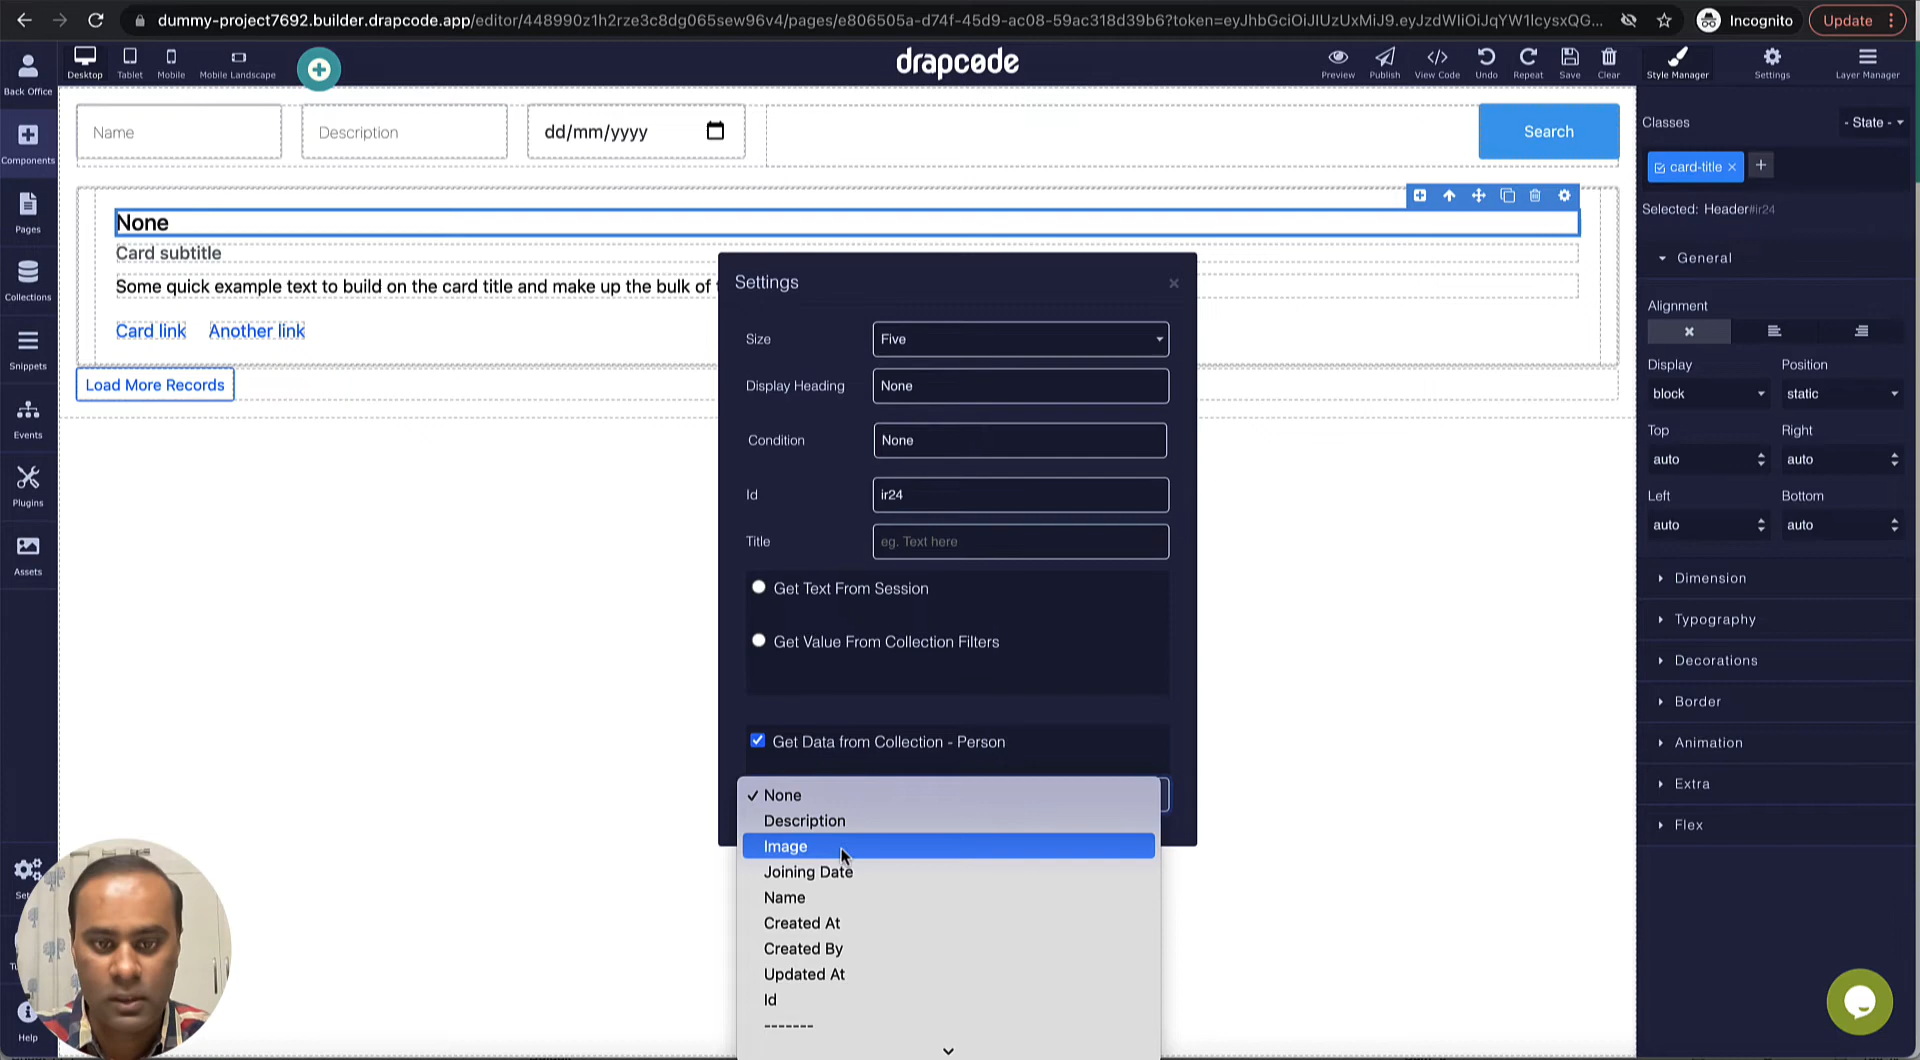 dummy-project7692.builder.drapcode.app/editor/448990z1h2rze3c8dg065sew96v4/pages/e806505a-d74f-45d9-ac08-59ac318d39b6?token=eyJhbGciOiJIUzUxMiJ9.eyJzdWIiOiJqYW1lcysxQG...
Incognito
Update
Back Office
Desktop
Tablet
Mobile
Mobile Landscape
drapcode
Preview
Publish
View Code
Undo
Repeat
Save
Clear
Style Manager
Settings
Layer Manager
Components
Pages
Collections
Snippets
Events
Plugins
Assets
Help
Name
Description
dd/mm/yyyy
Search
None
Card subtitle
Some quick example text to build on the card title and make up the bulk of
Card link
Another link
Load More Records
Settings
Size
Five
Display Heading
None
Condition
None
Id
ir24
Title
eg. Text here
Get Text From Session
Get Value From Collection Filters
Get Data from Collection - Person
None
Description
Image
Joining Date
Name
Created At
Created By
Updated At
Id
-------
Classes
- State -
card-title
Selected: Header#ir24
General
Alignment
Display
Position
block
static
Top
Right
auto
auto
Left
Bottom
auto
auto
Dimension
Typography
Decorations
Border
Animation
Extra
Flex